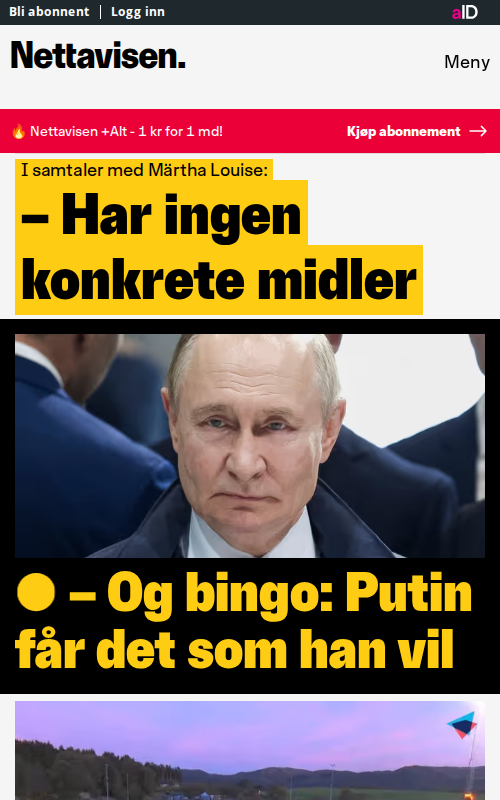 Bli abonnent | Logg inn
aID
Nettavisen.
Meny
🔥 Nettavisen +Alt - 1 kr for 1 md!
Kjøp abonnement →
I samtaler med Märtha Louise:
– Har ingen
konkrete midler
– Og bingo: Putin
får det som han vil